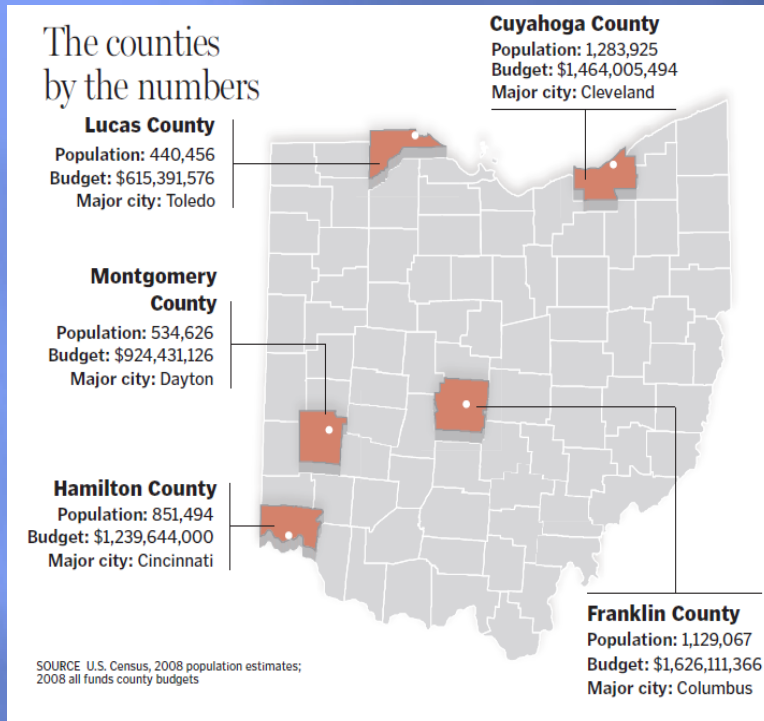 The counties
by the numbers
Cuyahoga County
Population: 1,283,925
Budget: $1,464,005,494
Major city: Cleveland
Lucas County
Population: 440,456
Budget: $615,391,576
Major city: Toledo
Montgomery
County
Population: 534,626
Budget: $924,431,126
Major city: Dayton
Hamilton County
Population: 851,494
Budget: $1,239,644,000
Major city: Cincinnati
Franklin County
Population: 1,129,067
Budget: $1,626,111,366
Major city: Columbus
SOURCE U.S. Census, 2008 population estimates;
2008 all funds county budgets